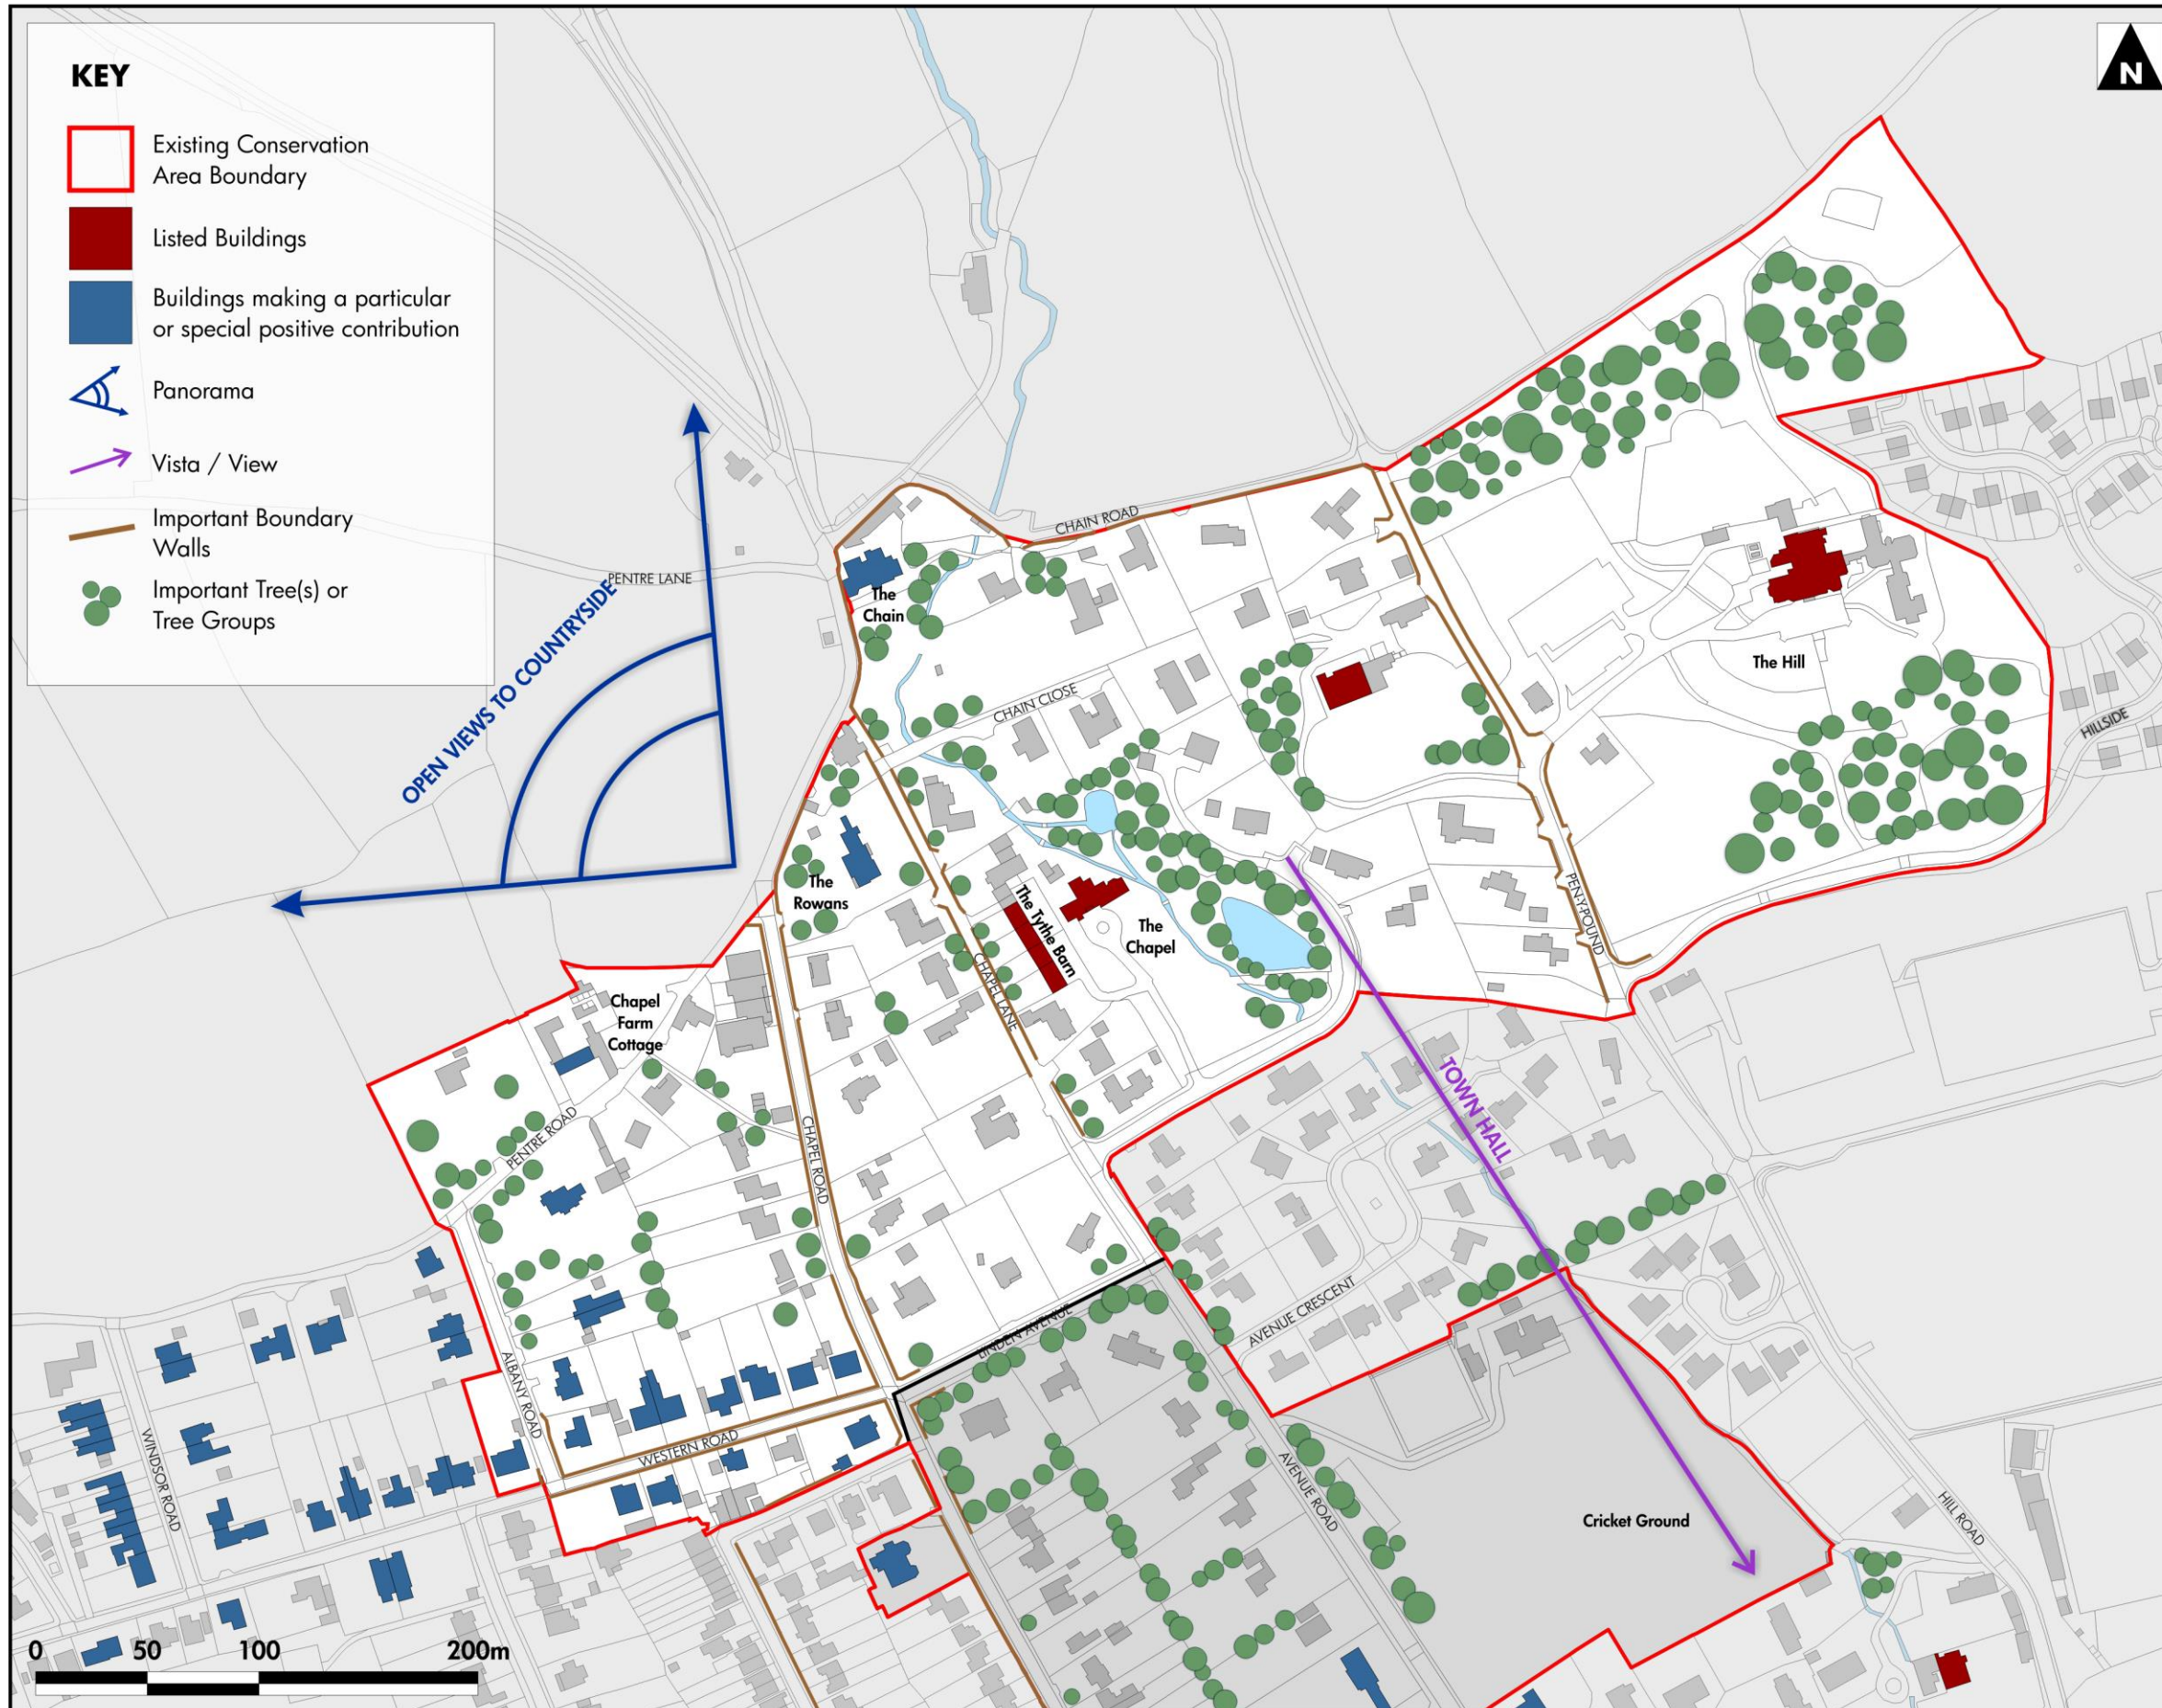 KEY
Existing Conservation
Area Boundary
Listed Buildings
Buildings making a particular
or special positive contribution
Panorama
Vista / View
Important Boundary
Walls
Important Tree(s) or
Tree Groups
N
CHAIN ROAD
PENTRE LANE
OPEN VIEWS TO COUNTRYSIDE
The
Chain
CHAIN CLOSE
The Hill
HILLSIDE
The
Rowans
The Tythe Barn
The
Chapel
PEN-Y-POUND
CHAPEL LANE
Chapel
Farm
Cottage
PENTRE ROAD
CHAPEL ROAD
TOWN HALL
AVENUE CRESCENT
LINDEN AVENUE
ALBANY ROAD
WINDSOR ROAD
WESTERN ROAD
AVENUE ROAD
Cricket Ground
HILL ROAD
0 50 100 200m